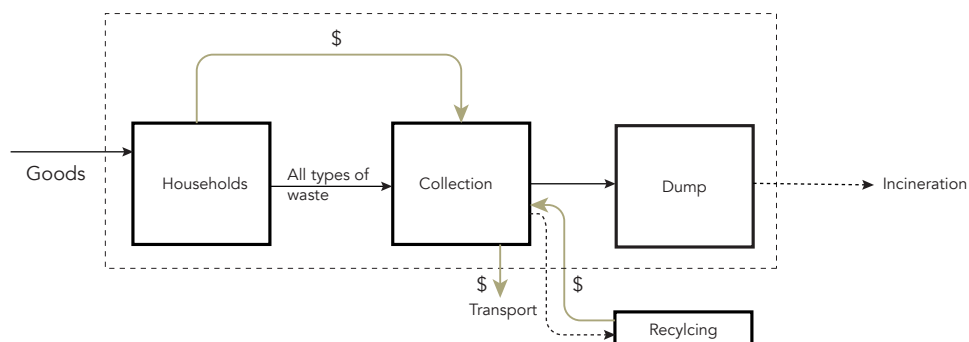 $
Goods
Households
All types of
waste
Collection
Dump
Incineration
$
$
Transport
Recylcing